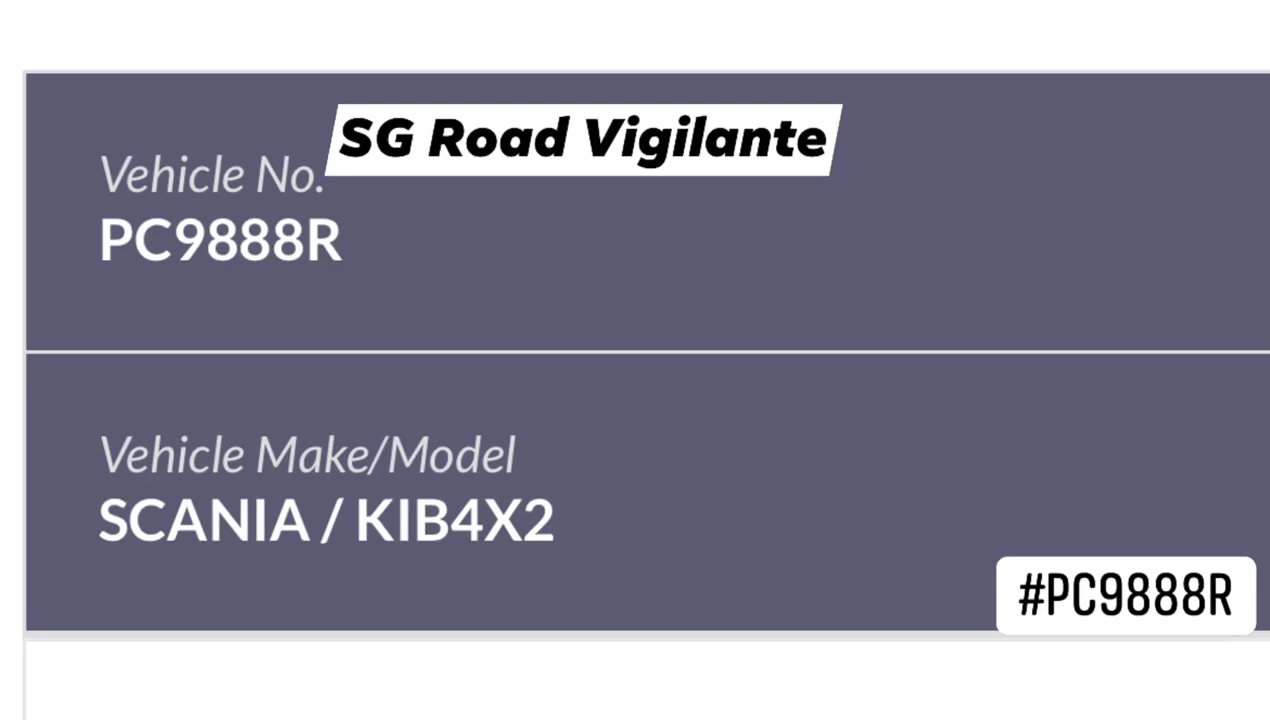 SG Road Vigilante
Vehicle No.
PC9888R
Vehicle Make/Model
SCANIA / KIB4X2
#PC9888R